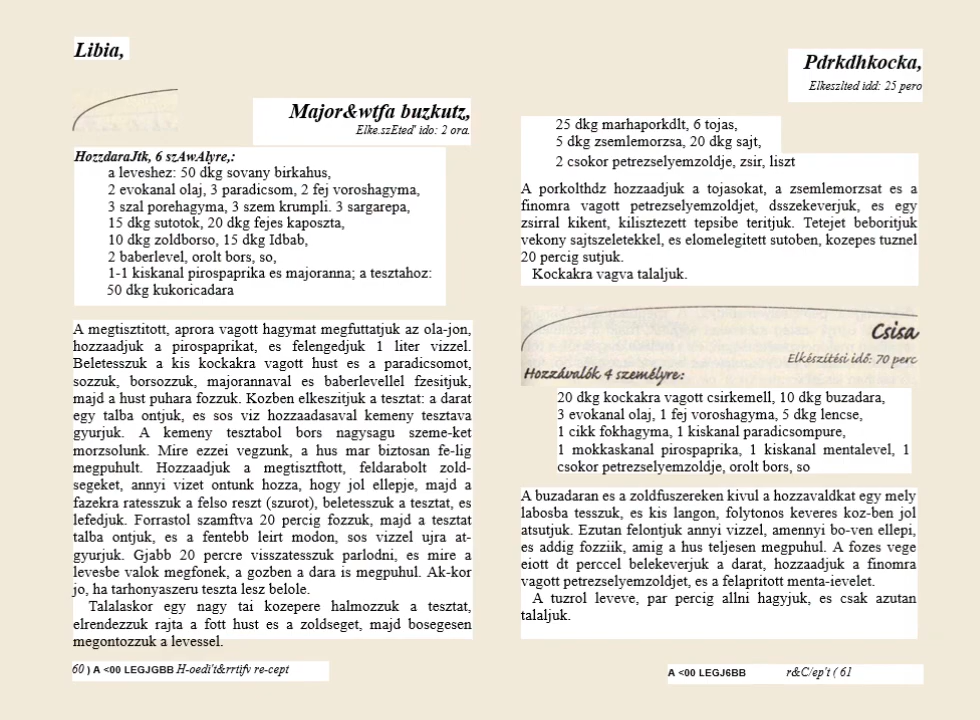 Libia,
Major&wtfa buzkutz,
Elke.szEteď ido: 2 ora.
HozzdaraJtk, 6 szAwAlyre,:
a leveshez: 50 dkg sovany birkahus,
2 evokanal olaj, 3 paradicsom, 2 fej voroshagyma,
3 szal porehagyma, 3 szem krumpli. 3 sargarepa,
15 dkg sutotok, 20 dkg fejes kaposzta,
10 dkg zoldborso, 15 dkg Idbab,
2 baberlevel, orolt bors, so,
1-1 kiskanal pirospaprika es majoranna; a tesztahoz:
50 dkg kukoricadara
A megtisztitott, aprora vagott hagymat megfuttatjuk az ola-jon,
hozzaadjuk a pirospaprikat, es felengedjuk 1 liter vizzel.
Beletesszuk a kis kockakra vagott hust es a paradicsomot,
sozzuk, borsozzuk, majorannaval es baberlevellel fzesitjuk,
majd a hust puhara fozzuk. Kozben elkeszitjuk a tesztat: a darat
egy talba ontjuk, es sos viz hozzaadasaval kemeny tesztava
gyurjuk. A kemeny tesztabol bors nagysagu szeme-ket
morzsolunk. Mire ezzei vegzunk, a hus mar biztosan fe-lig
megpuhult. Hozzaadjuk a megtisztftott, feldarabolt zold-
segeket, annyi vizet ontunk hozza, hogy jol ellepje, majd a
fazekra ratesszuk a felso reszt (szurot), beletesszuk a tesztat, es
lefedjuk. Forrastol szamftva 20 percig fozzuk, majd a tesztat
talba ontjuk, es a fentebb leirt modon, sos vizzel ujra at-
gyurjuk. Gjabb 20 percre visszatesszuk parlodni, es mire a
levesbe valok megfonek, a gozben a dara is megpuhul. Ak-kor
jo, ha tarhonyaszeru teszta lesz belole.
Talalaskor egy nagy tai kozepere halmozzuk a tesztat,
elrendezzuk rajta a fott hust es a zoldseget, majd bosegesen
megontozzuk a levessel.
60 ) A <00 LEGJGBB H-oedi't&rrtifv re-cept
Pdrkdhkocka,
Elkeszlted idd: 25 pero
25 dkg marhaporkdlt, 6 tojas,
5 dkg zsemlemorzsa, 20 dkg sajt,
2 csokor petrezselyemzoldje, zsir, liszt
A porkolthdz hozzaadjuk a tojasokat, a zsemlemorzsat es a
finomra vagott petrezselyemzoldjet, dsszekeverjuk, es egy
zsirral kikent, kilisztezett tepsibe teritjuk. Tetejet beboritjuk
vekony sajtszeletekkel, es elomelegitett sutoben, kozepes tuznel
20 percig sutjuk.
Kockakra vagva talaljuk.
Csisa
Elkészítési idő: 70 perc
Hozzávalók 4 személyre:
20 dkg kockakra vagott csirkemell, 10 dkg buzadara,
3 evokanal olaj, 1 fej voroshagyma, 5 dkg lencse,
1 cikk fokhagyma, 1 kiskanal paradicsompure,
1 mokkaskanal pirospaprika, 1 kiskanal mentalevel, 1
csokor petrezselyemzoldje, orolt bors, so
A buzadaran es a zoldfuszereken kivul a hozzavaldkat egy mely
labosba tesszuk, es kis langon, folytonos keveres koz-ben jol
atsutjuk. Ezutan felontjuk annyi vizzel, amennyi bo-ven ellepi,
es addig fozziik, amig a hus teljesen megpuhul. A fozes vege
eiott dt perccel belekeverjuk a darat, hozzaadjuk a finomra
vagott petrezselyemzoldjet, es a felapritott menta-ievelet.
A tuzrol leveve, par percig allni hagyjuk, es csak azutan
talaljuk.
A <00 LEGJ6BB r&C/ep't ( 61